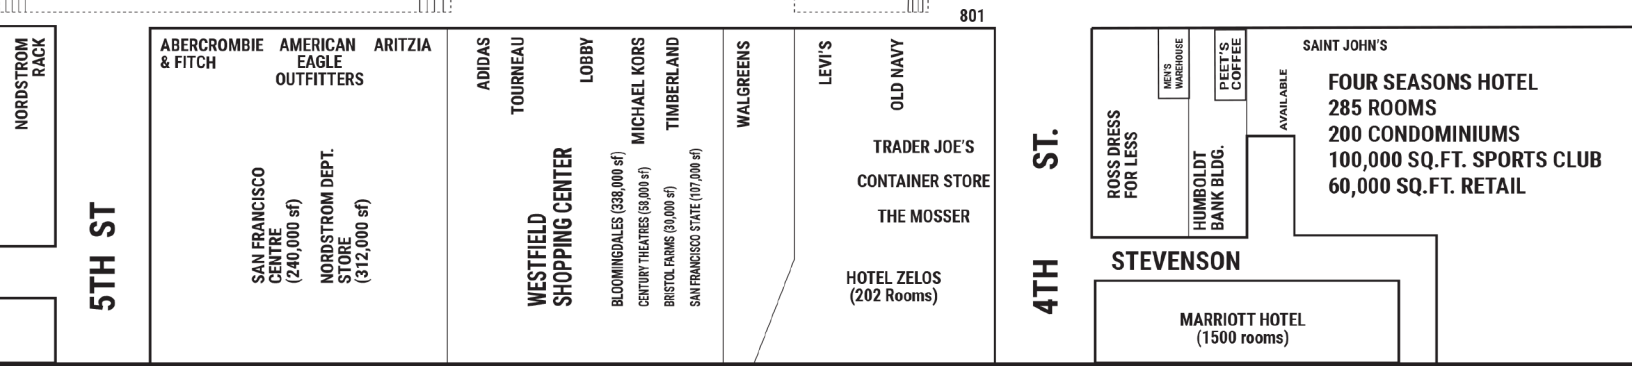 801
NORDSTROM
RACK
5TH ST
ABERCROMBIE
& FITCH
AMERICAN
EAGLE
OUTFITTERS
ARITZIA
SAN FRANCISCO
CENTRE
(240,000 sf)
NORDSTROM DEPT.
STORE
(312,000 sf)
ADIDAS
TOURNEAU
LOBBY
MICHAEL KORS
TIMBERLAND
WESTFIELD
SHOPPING CENTER
BLOOMINGDALES (338,000 sf)
CENTURY THEATRES (58,000 sf)
BRISTOL FARMS (30,000 sf)
SAN FRANCISCO STATE (107,000 sf)
WALGREENS
LEVI'S
OLD NAVY
TRADER JOE'S
CONTAINER STORE
THE MOSSER
HOTEL ZELOS
(202 Rooms)
4TH ST.
ROSS DRESS
FOR LESS
MEN'S
WAREHOUSE
HUMBOLDT
BANK BLDG.
PEET'S
COFFEE
AVAILABLE
SAINT JOHN'S
FOUR SEASONS HOTEL
285 ROOMS
200 CONDOMINIUMS
100,000 SQ.FT. SPORTS CLUB
60,000 SQ.FT. RETAIL
STEVENSON
MARRIOTT HOTEL
(1500 rooms)